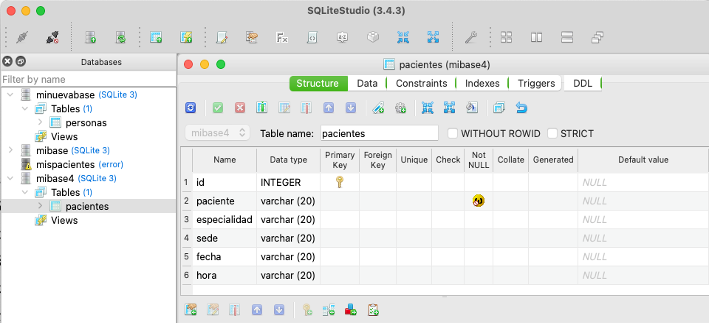 SQLiteStudio (3.4.3)
Databases
Filter by name
minuevabase (SQLite 3)
Tables (1)
personas
Views
mibase (SQLite 3)
mispacientes (error)
mibase4 (SQLite 3)
Tables (1)
pacientes
Views
pacientes (mibase4)
Structure Data Constraints Indexes Triggers DDL
mibase4 Table name: pacientes WITHOUT ROWID STRICT
Name Data type Primary Key Foreign Key Unique Check Not NULL Collate Generated Default value
1 id INTEGER NULL
2 paciente varchar (20) NULL
3 especialidad varchar (20) NULL
4 sede varchar (20) NULL
5 fecha varchar (20) NULL
6 hora varchar (20) NULL